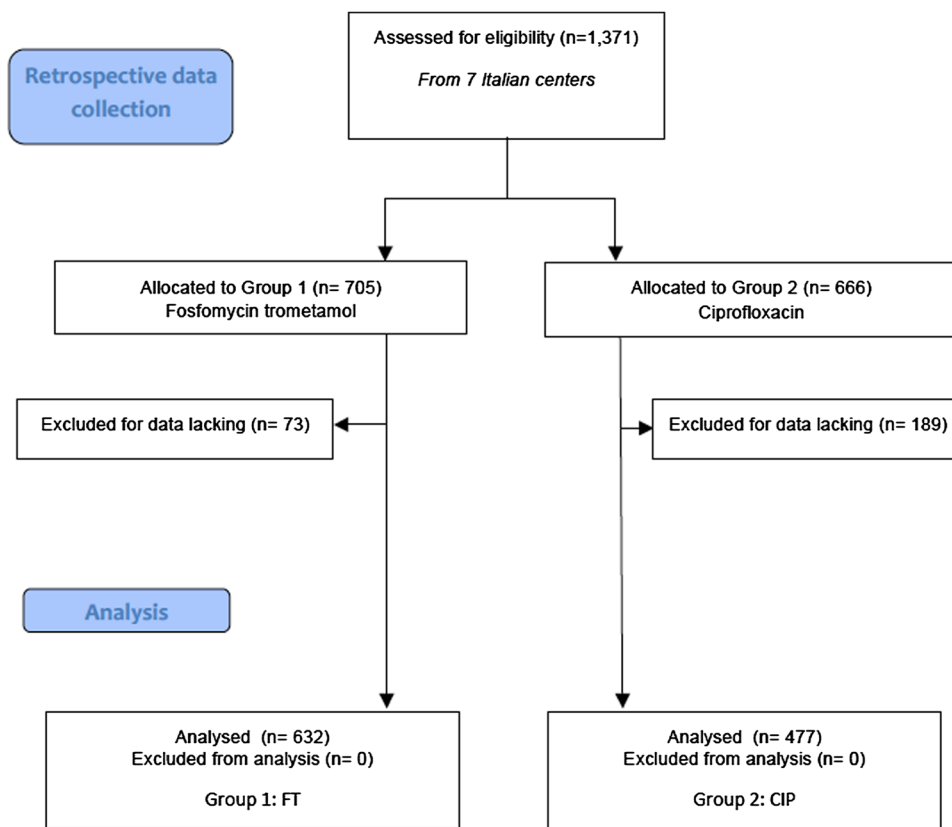 Assessed for eligibility (n=1,371)
From 7 Italian centers
Retrospective data
collection
Allocated to Group 1 (n= 705)
Fosfomycin trometamol
Allocated to Group 2 (n= 666)
Ciprofloxacin
Excluded for data lacking (n= 73)
Excluded for data lacking (n= 189)
Analysis
Analysed (n= 632)
Excluded from analysis (n= 0)
Group 1: FT
Analysed (n= 477)
Excluded from analysis (n= 0)
Group 2: CIP